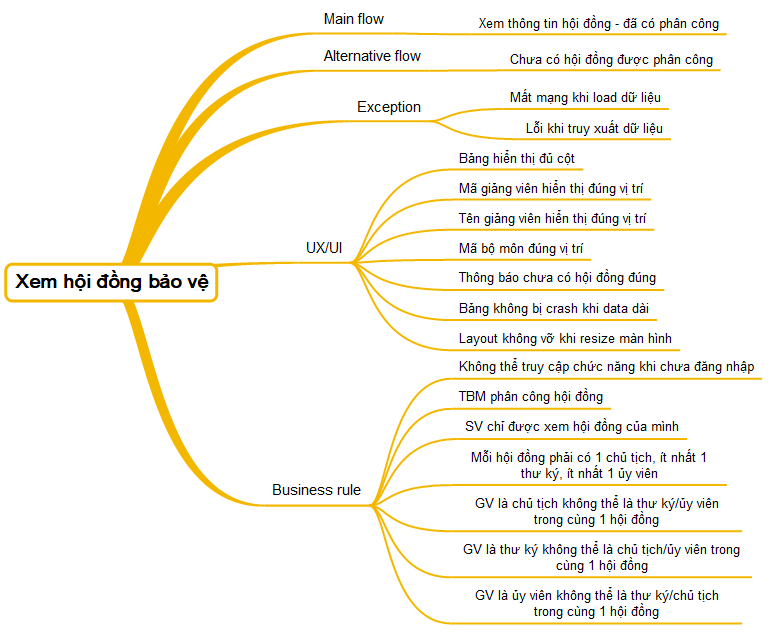 Main flow
Xem thông tin hội đồng - đã có phân công
Alternative flow
Chưa có hội đồng được phân công
Exception
Mất mạng khi load dữ liệu
Lỗi khi truy xuất dữ liệu
Xem hội đồng bảo vệ
UX/UI
Bảng hiển thị đủ cột
Mã giảng viên hiển thị đúng vị trí
Tên giảng viên hiển thị đúng vị trí
Mã bộ môn đúng vị trí
Thông báo chưa có hội đồng đúng
Bảng không bị crash khi data dài
Layout không vỡ khi resize màn hình
Business rule
Không thể truy cập chức năng khi chưa đăng nhập
TBM phân công hội đồng
SV chỉ được xem hội đồng của mình
Mỗi hội đồng phải có 1 chủ tịch, ít nhất 1
thư ký, ít nhất 1 ủy viên
GV là chủ tịch không thể là thư ký/ủy viên
trong cùng 1 hội đồng
GV là thư ký không thể là chủ tịch/ủy viên trong
cùng 1 hội đồng
GV là ủy viên không thể là thư ký/chủ tịch
trong cùng 1 hội đồng